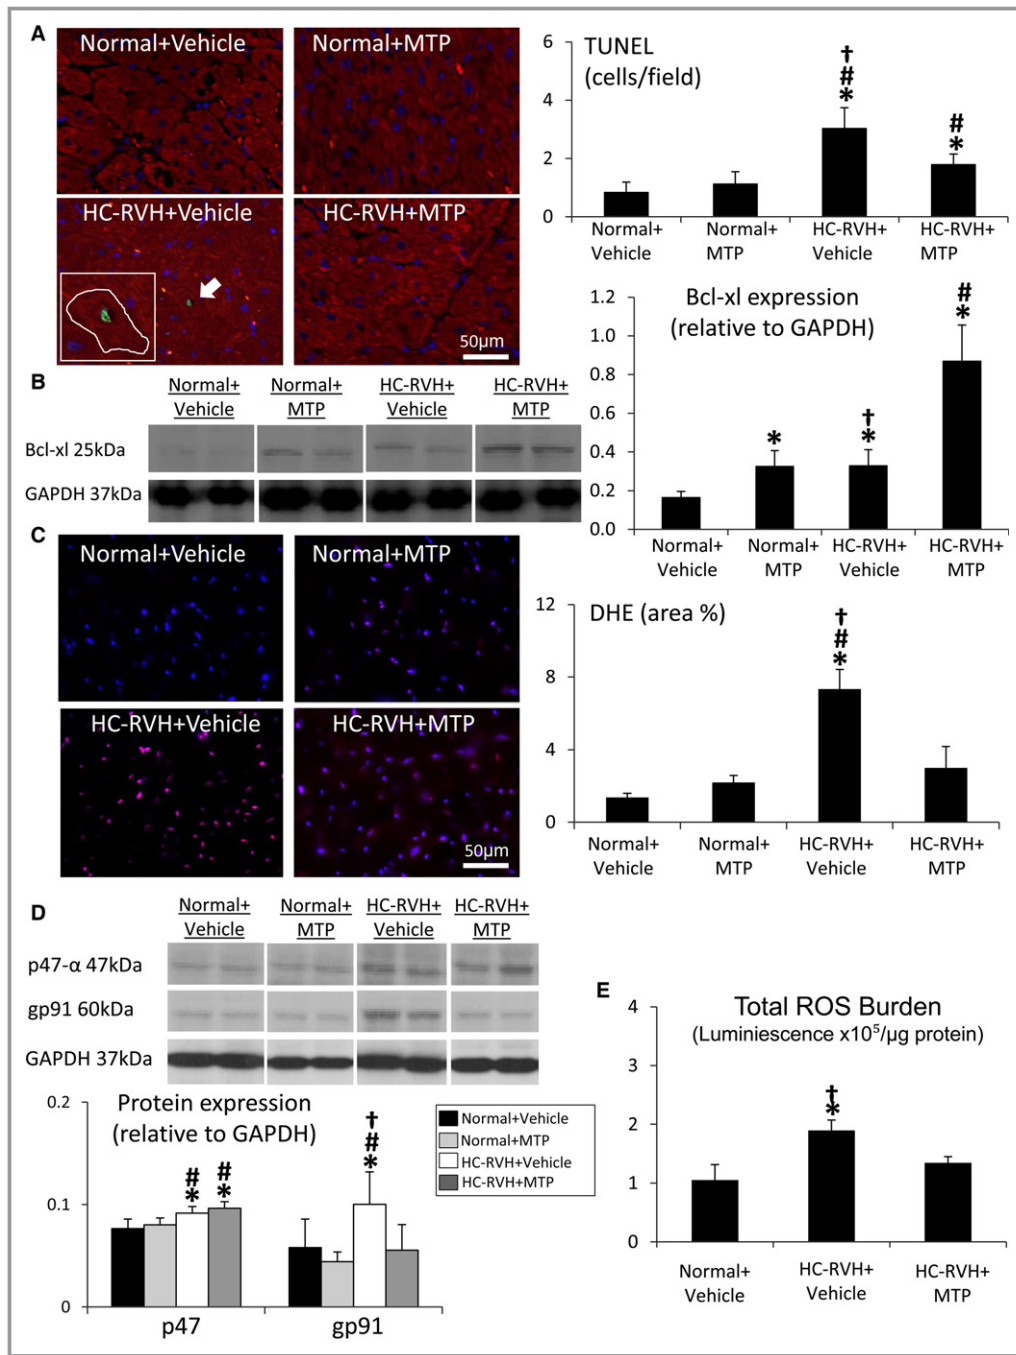 A
Normal+Vehicle
Normal+MTP
HC-RVH+Vehicle
HC-RVH+MTP
50µm
TUNEL
(cells/field)
6
4
2
0
†
#
*
#
*
Normal+
Vehicle
Normal+
MTP
HC-RVH+
Vehicle
HC-RVH+
MTP
B
Normal+
Vehicle
Normal+
MTP
HC-RVH+
Vehicle
HC-RVH+
MTP
Bcl-xl 25kDa
GAPDH 37kDa
Bcl-xl expression
(relative to GAPDH)
1.2
1.0
0.8
0.6
0.4
0.2
0.0
*
†
*
#
*
Normal+
Vehicle
Normal+
MTP
HC-RVH+
Vehicle
HC-RVH+
MTP
C
Normal+Vehicle
Normal+MTP
HC-RVH+Vehicle
HC-RVH+MTP
50µm
DHE (area %)
12
8
4
0
†
#
*
Normal+
Vehicle
Normal+
MTP
HC-RVH+
Vehicle
HC-RVH+
MTP
D
Normal+
Vehicle
Normal+
MTP
HC-RVH+
Vehicle
HC-RVH+
MTP
p47-α 47kDa
gp91 60kDa
GAPDH 37kDa
Protein expression
(relative to GAPDH)
0.2
0.1
0
#
*
#
*
†
#
*
p47
gp91
Normal+Vehicle
Normal+MTP
HC-RVH+Vehicle
HC-RVH+MTP
E
Total ROS Burden
(Luminiescence x10⁵/µg protein)
4
3
2
1
0
†
*
Normal+
Vehicle
HC-RVH+
Vehicle
HC-RVH+
MTP